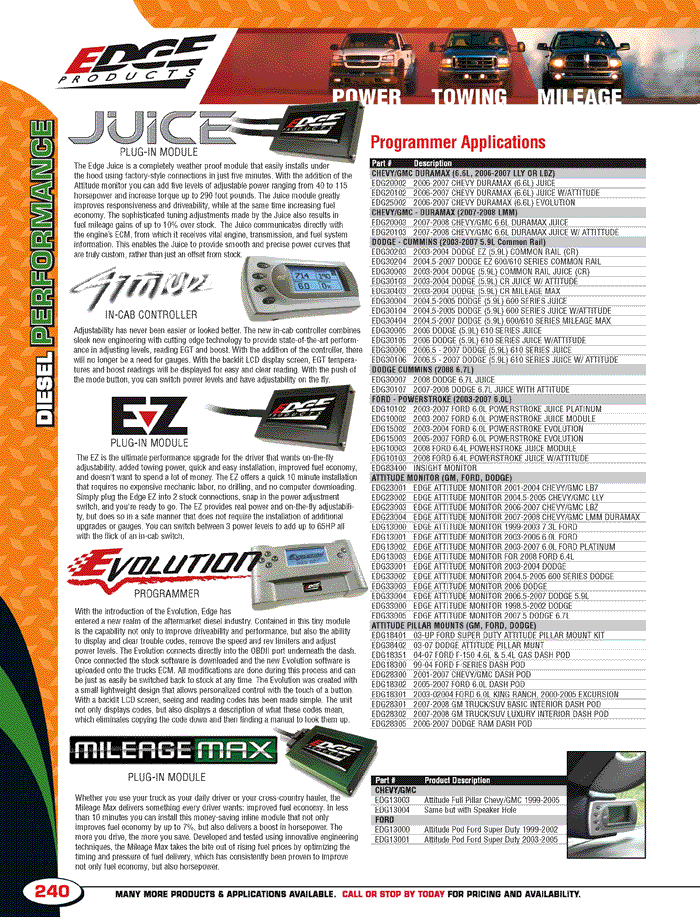 EDGE
PRODUCTS
POWER TOWING MILEAGE
DIESEL PERFORMANCE
JUICE
PLUG-IN MODULE
The Edge Juice is a completely weather proof module that easily installs under
the hood using factory-style connections in just five minutes. With the addition of the
Attitude monitor you can add five levels of adjustable power ranging from 40 to 115
horsepower and increase torque up to 290 foot pounds. The Juice module greatly
improves responsiveness and driveability, while at the same time increasing fuel
economy. The sophisticated tuning adjustments made by the Juice also results in
fuel mileage gains of up to 10% over stock. The Juice communicates directly with
the engine's ECM, from which it receives vital engine, transmission, and fuel system
information. This enables the Juice to provide smooth and precise power curves that
are truly custom, rather than just an offset from stock.
Attitude
IN-CAB CONTROLLER
Adjustability has never been easier or looked better. The new in-cab controller combines
sleek new engineering with cutting edge technology to provide state-of-the-art perform-
ance in adjusting levels, reading EGT and boost. With the addition of the controller, there
will no longer be a need for gauges. With the backlit LCD display screen, EGT tempera-
tures and boost readings will be displayed for easy and clear reading. With the push of
the mode button, you can switch power levels and have adjustability on the fly.
EZ
PLUG-IN MODULE
The EZ is the ultimate performance upgrade for the driver that wants on-the-fly
adjustability, added towing power, quick and easy installation, improved fuel economy,
and doesn't want to spend a lot of money. The EZ offers a quick 10 minute installation
that requires no expensive mechanic labor, no drilling, and no computer downloading.
Simply plug the Edge EZ into 2 stock connections, snap in the power adjustment
switch, and you're ready to go. The EZ provides real power and on-the-fly adjustabili-
ty, but does so in a safe manner that does not require the installation of additional
upgrades or gauges. You can switch between 3 power levels to add up to 65HP all
with the flick of an in-cab switch.
EVOLUTION
PROGRAMMER
With the introduction of the Evolution, Edge has
entered a new realm of the aftermarket diesel industry. Contained in this tiny module
is the capability not only to improve driveability and performance, but also the ability
to display and clear trouble codes, remove the speed and rev limiters and adjust
power levels. The Evolution connects directly into the OBDII port underneath the dash.
Once connected the stock software is downloaded and the new Evolution software is
uploaded onto the trucks ECM. All modifications are done during this process and can
be just as easily be switched back to stock at any time. The Evolution was created with
a small lightweight design that allows personalized control with the touch of a button.
With a backlit LCD screen, seeing and reading codes has been made simple. The unit
not only displays codes, but also displays a description of what these codes mean,
which eliminates copying the code down and then finding a manual to look them up.
MILEAGE MAX
PLUG-IN MODULE
Whether you use your truck as your daily driver or your cross-country hauler, the
Mileage Max delivers something every driver wants: improved fuel economy. In less
than 10 minutes you can install this money-saving inline module that not only
improves fuel economy by up to 7%, but also delivers a boost in horsepower. The
more you drive, the more you save. Developed and tested using innovative engineering
techniques, the Mileage Max takes the bite out of rising fuel prices by optimizing the
timing and pressure of fuel delivery, which has consistently been proven to improve
not only fuel economy, but also horsepower.
Programmer Applications
Part # Description
CHEVY/GMC DURAMAX (6.6L, 2006-2007 LLY OR LBZ)
EDG20002 2006-2007 CHEVY DURAMAX (6.6L) JUICE
EDG20102 2006-2007 CHEVY DURAMAX (6.6L) JUICE W/ATTITUDE
EDG25002 2006-2007 CHEVY DURAMAX (6.6L) EVOLUTION
CHEVY/GMC - DURAMAX (2007-2008 LMM)
EDG20003 2007-2008 CHEVY/GMC 6.6L DURAMAX JUICE
EDG20103 2007-2008 CHEVY/GMC 6.6L DURAMAX JUICE W/ ATTITUDE
DODGE - CUMMINS (2003-2007 5.9L Common Rail)
EDG30203 2003-2004 DODGE EZ (5.9L) COMMON RAIL (CR)
EDG30204 2004.5-2007 DODGE EZ 600/610 SERIES COMMON RAIL
EDG30003 2003-2004 DODGE (5.9L) COMMON RAIL JUICE (CR)
EDG30103 2003-2004 DODGE (5.9L) CR JUICE W/ ATTITUDE
EDG30403 2003-2004 DODGE (5.9L) CR MILEAGE MAX
EDG30004 2004.5-2005 DODGE (5.9L) 600 SERIES JUICE
EDG30104 2004.5-2005 DODGE (5.9L) 600 SERIES JUICE W/ATTITUDE
EDG30404 2004.5-2007 DODGE (5.9L) 600/610 SERIES MILEAGE MAX
EDG30005 2006 DODGE (5.9L) 610 SERIES JUICE
EDG30105 2006 DODGE (5.9L) 610 SERIES JUICE W/ATTITUDE
EDG30006 2006.5 - 2007 DODGE (5.9L) 610 SERIES JUICE
EDG30106 2006.5 - 2007 DODGE (5.9L) 610 SERIES JUICE W/ ATTITUDE
DODGE CUMMINS (2008 6.7L)
EDG30007 2008 DODGE 6.7L JUICE
EDG30107 2007-2008 DODGE 6.7L JUICE WITH ATTITUDE
FORD - POWERSTROKE (2003-2007 6.0L)
EDG10102 2003-2007 FORD 6.0L POWERSTROKE JUICE PLATINUM
EDG10002 2003-2007 FORD 6.0L POWERSTROKE JUICE MODULE
EDG15002 2003-2004 FORD 6.0L POWERSTROKE EVOLUTION
EDG15003 2005-2007 FORD 6.0L POWERSTROKE EVOLUTION
EDG10003 2008 FORD 6.4L POWERSTROKE JUICE MODULE
EDG10103 2008 FORD 6.4L POWERSTROKE JUICE W/ATTITUDE
EDG83400 INSIGHT MONITOR
ATTITUDE MONITOR (GM, FORD, DODGE)
EDG23001 EDGE ATTITUDE MONITOR 2001-2004 CHEVY/GMC LB7
EDG23002 EDGE ATTITUDE MONITOR 2004.5-2005 CHEVY/GMC LLY
EDG23003 EDGE ATTITUDE MONITOR 2006-2007 CHEVY/GMC LBZ
EDG23004 EDGE ATTITUDE MONITOR 2007-2008 CHEVY/GMC LMM DURAMAX
EDG13000 EDGE ATTITUDE MONITOR 1999-2003 7.3L FORD
EDG13001 EDGE ATTITUDE MONITOR 2003-2006 6.0L FORD
EDG13002 EDGE ATTITUDE MONITOR 2003-2007 6.0L FORD PLATINUM
EDG13003 EDGE ATTITUDE MONITOR FOR 2008 FORD 6.4L
EDG33001 EDGE ATTITUDE MONITOR 2003-2004 DODGE
EDG33002 EDGE ATTITUDE MONITOR 2004.5-2005 600 SERIES DODGE
EDG33003 EDGE ATTITUDE MONITOR 2006 DODGE
EDG33004 EDGE ATTITUDE MONITOR 2006.5-2007 DODGE 5.9L
EDG33000 EDGE ATTITUDE MONITOR 1998.5-2002 DODGE
EDG33005 EDGE ATTITUDE MONITOR 2007.5 DODGE 6.7L
ATTITUDE PILLAR MOUNTS (GM, FORD, DODGE)
EDG18401 03-UP FORD SUPER DUTY ATTITUDE PILLAR MOUNT KIT
EDG38402 03-07 DODGE ATTITUDE PILLAR MUNT
EDG18351 04-07 FORD F-150 4.6L & 5.4L GAS DASH POD
EDG18300 99-04 FORD F-SERIES DASH POD
EDG28300 2001-2007 CHEVY/GMC DASH POD
EDG18302 2005-2007 FORD 6.0L DASH POD
EDG18301 2003-02004 FORD 6.0L KING RANCH, 2000-2005 EXCURSION
EDG28301 2007-2008 GM TRUCK/SUV BASIC INTERIOR DASH POD
EDG28302 2007-2008 GM TRUCK/SUV LUXURY INTERIOR DASH POD
EDG28305 2006-2007 DODGE RAM DASH POD
Part # Product Description
CHEVY/GMC
EDG13003 Attitude Full Pillar Chevy/GMC 1999-2005
EDG13004 Same but with Speaker Hole
FORD
EDG13000 Attitude Pod Ford Super Duty 1999-2002
EDG13001 Attitude Pod Ford Super Duty 2003-2005
240
MANY MORE PRODUCTS & APPLICATIONS AVAILABLE. CALL OR STOP BY TODAY FOR PRICING AND AVAILABILITY.